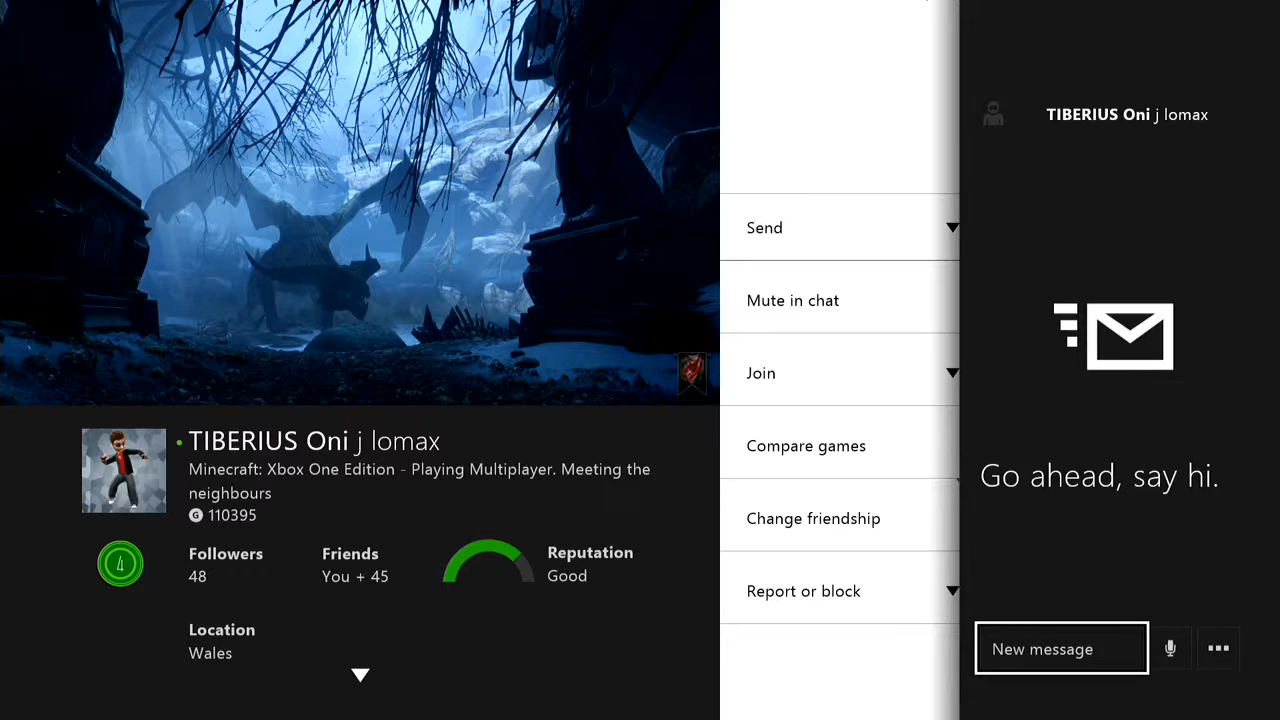 TIBERIUS Oni j lomax
Minecraft: Xbox One Edition - Playing Multiplayer. Meeting the
neighbours
G 110395
4
Followers
48
Friends
You + 45
Reputation
Good
Location
Wales
Send
Mute in chat
Join
Compare games
Change friendship
Report or block
TIBERIUS Oni j lomax
Go ahead, say hi.
New message